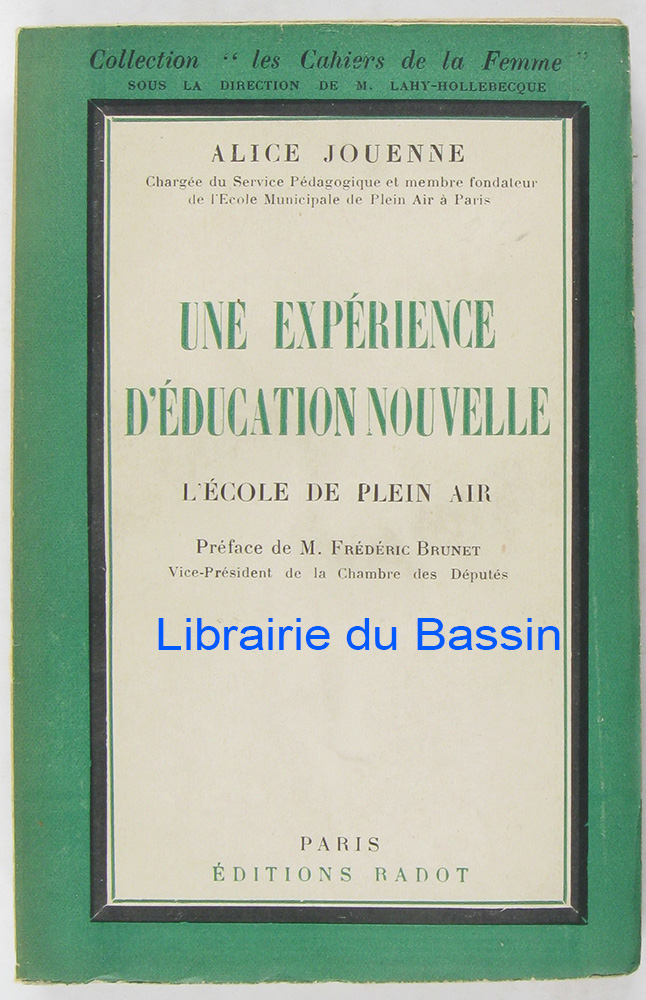 Collection " les Cahiers de la Femme "
SOUS LA DIRECTION DE M. LAHY-HOLLEBECQUE
ALICE JOUENNE
Chargée du Service Pédagogique et membre fondateur
de l'Ecole Municipale de Plein Air à Paris
UNE EXPÉRIENCE
D'ÉDUCATION NOUVELLE
L'ÉCOLE DE PLEIN AIR
Préface de M. FRÉDÉRIC BRUNET
Vice-Président de la Chambre des Députés
Librairie du Bassin
PARIS
ÉDITIONS RADOT